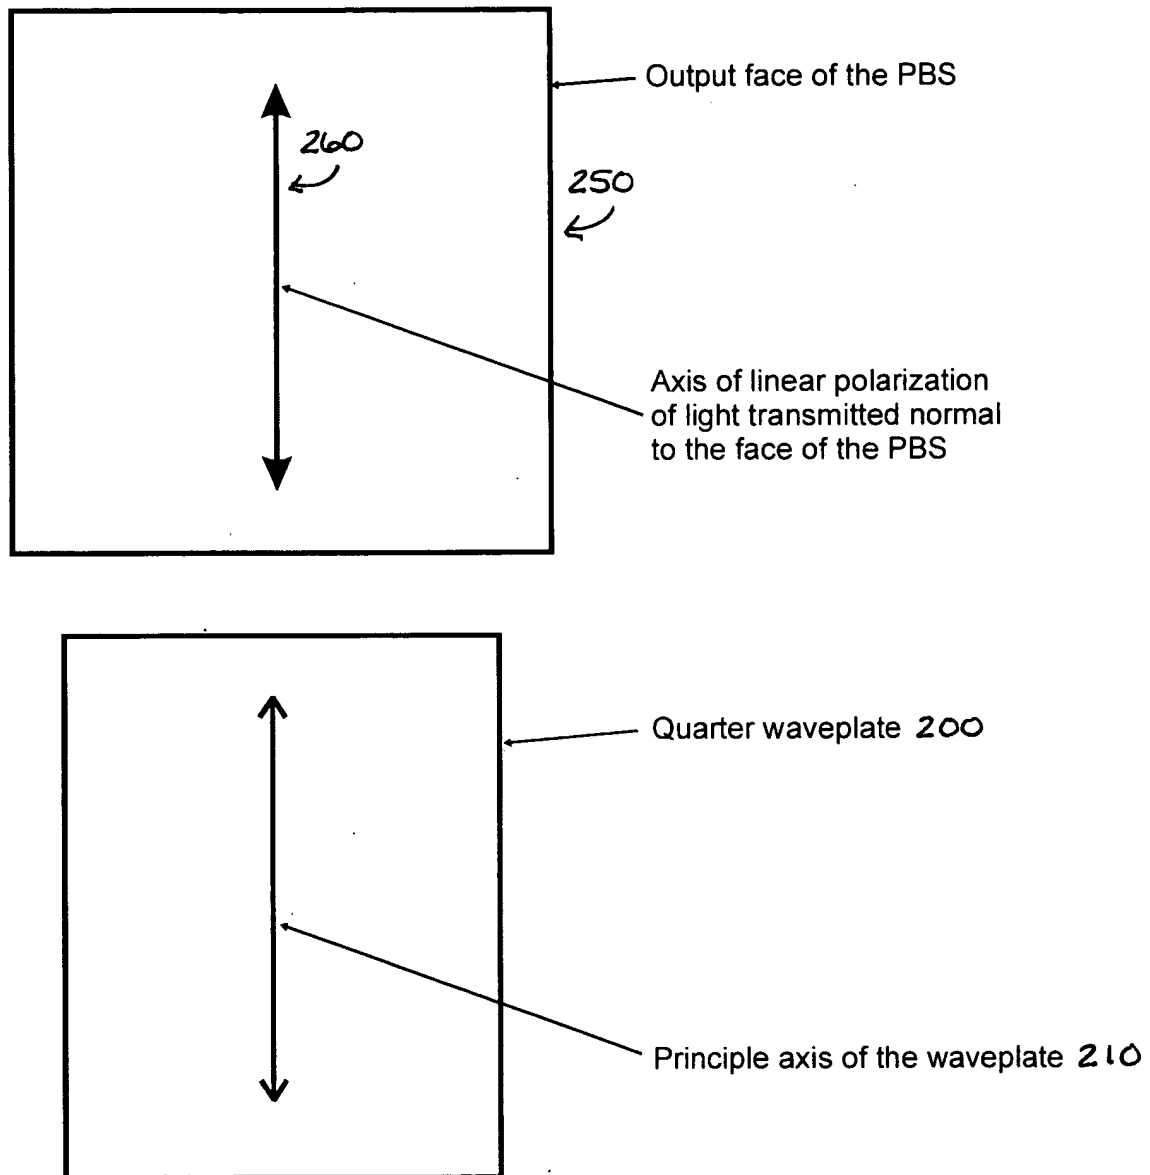 Output face of the PBS
260
250
Axis of linear polarization
of light transmitted normal
to the face of the PBS
Quarter waveplate 200
Principle axis of the waveplate 210